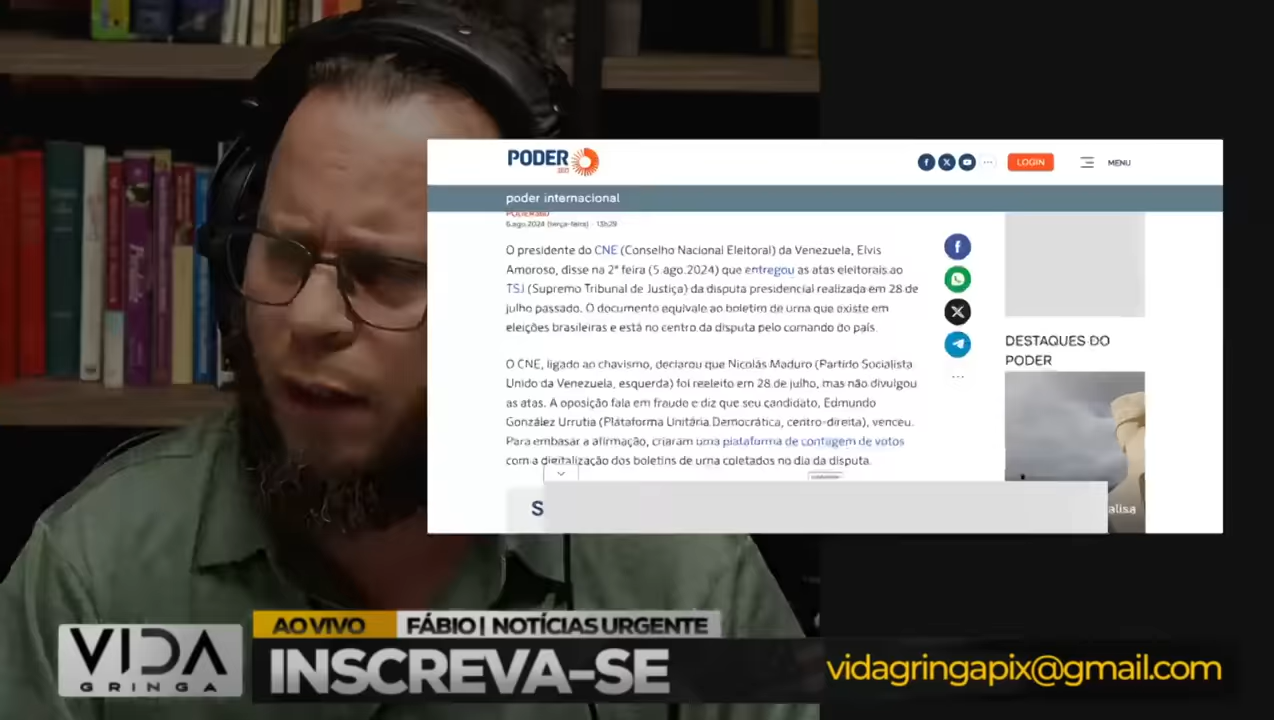 PODER
360
LOGIN
MENU
poder internacional
PODER360
6.ago.2024 (terça-feira) - 13h29
O presidente do CNE (Conselho Nacional Eleitoral) da Venezuela, Elvis
Amoroso, disse na 2ª feira (5.ago.2024) que entregou as atas eleitorais ao
TSJ (Supremo Tribunal de Justiça) da disputa presidencial realizada em 28 de
julho passado. O documento equivale ao boletim de urna que existe em
eleições brasileiras e está no centro da disputa pelo comando do país.
O CNE, ligado ao chavismo, declarou que Nicolás Maduro (Partido Socialista
Unido da Venezuela, esquerda) foi reeleito em 28 de julho, mas não divulgou
as atas. A oposição fala em fraude e diz que seu candidato, Edmundo
González Urrutia (Plataforma Unitária Democrática, centro-direita), venceu.
Para embasar a afirmação, criaram uma plataforma de contagem de votos
com a digitalização dos boletins de urna coletados no dia da disputa.
S
DESTAQUES DO
PODER
alisa
AO VIVO
FÁBIO | NOTÍCIAS URGENTE
VIDA
GRINGA
INSCREVA-SE
vidagringapix@gmail.com